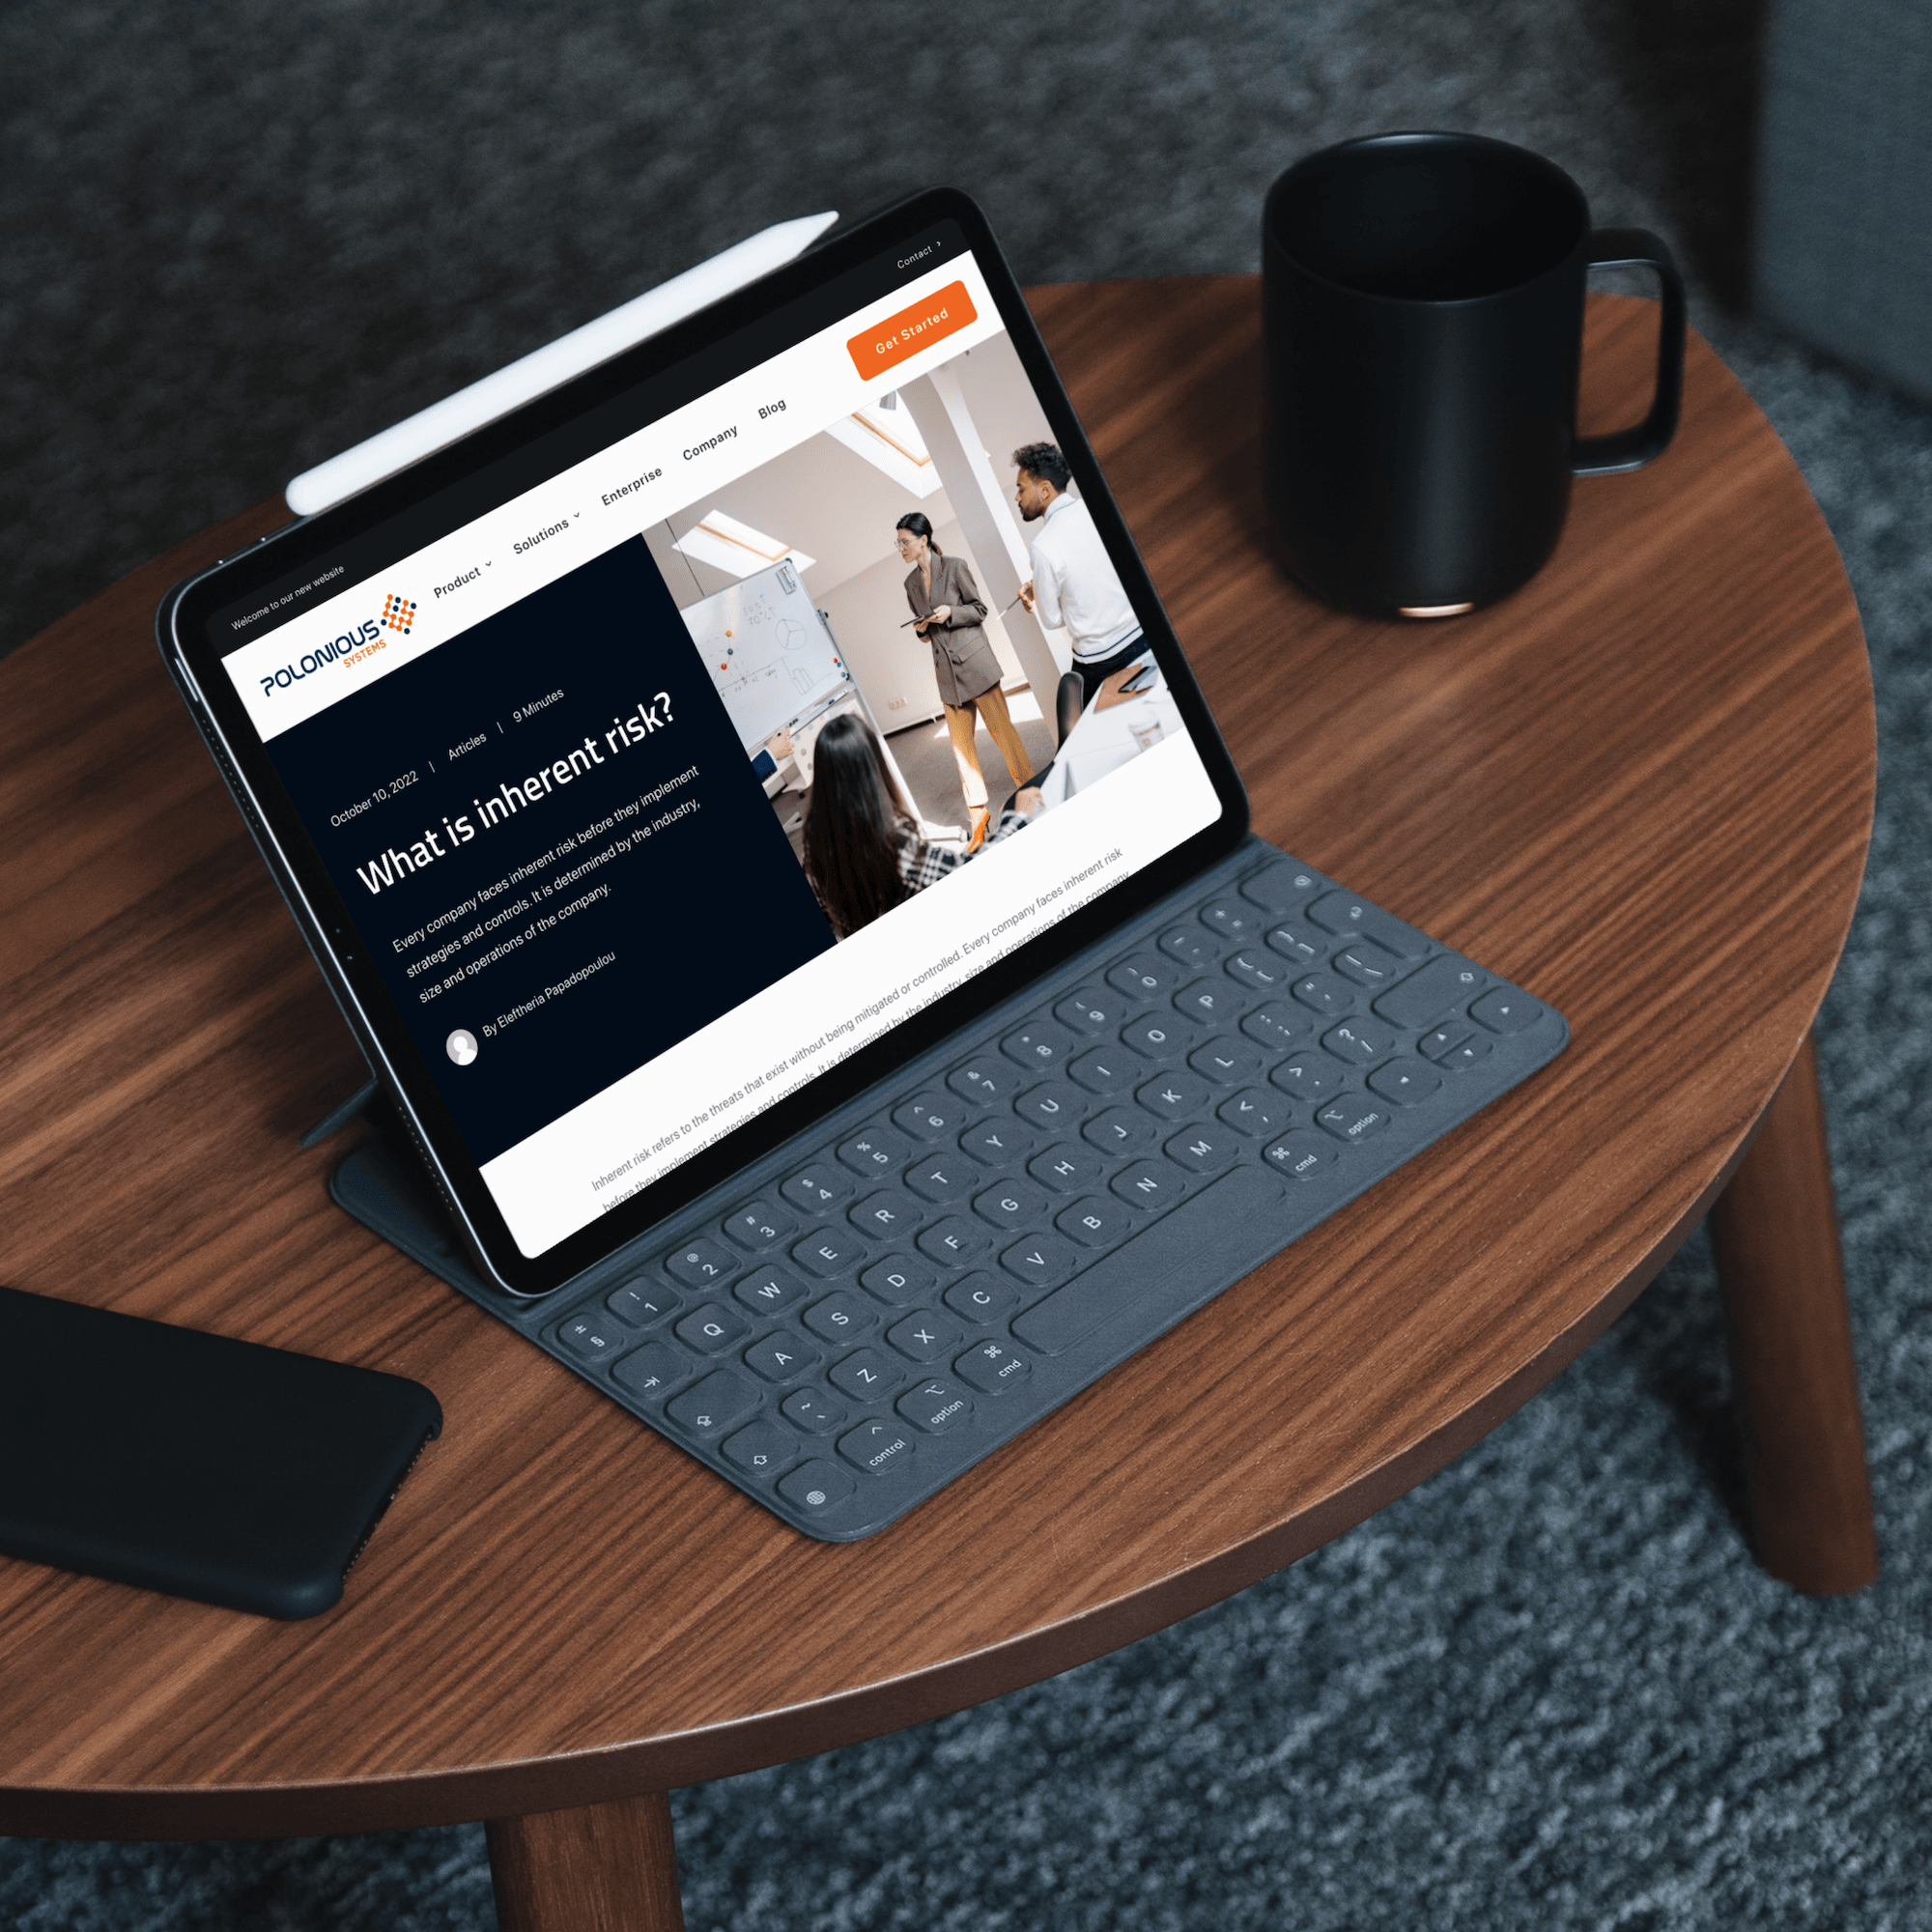 Welcome to our new website
Contact ›
POLONIOUS
SYSTEMS
Product
Solutions
Enterprise
Company
Blog
Get Started
October 10, 2022 | Articles | 9 Minutes
What is inherent risk?
Every company faces inherent risk before they implement
strategies and controls. It is determined by the industry,
size and operations of the company.
By Eleftheria Papadopoulou
Inherent risk refers to the threats that exist without being mitigated or controlled. Every company faces inherent risk
before they implement strategies and controls. It is determined by the industry, size and operations of the company
± § ! 1 @ 2 # 3 $ 4 % 5 ^ 6 & 7 * 8 ( 9 ) 0
Q W E R T Y U I O P { [ } ]
A S D F G H J K L : ; " '
~ ` Z X C V B N M < , > . ? /
control option cmd cmd option